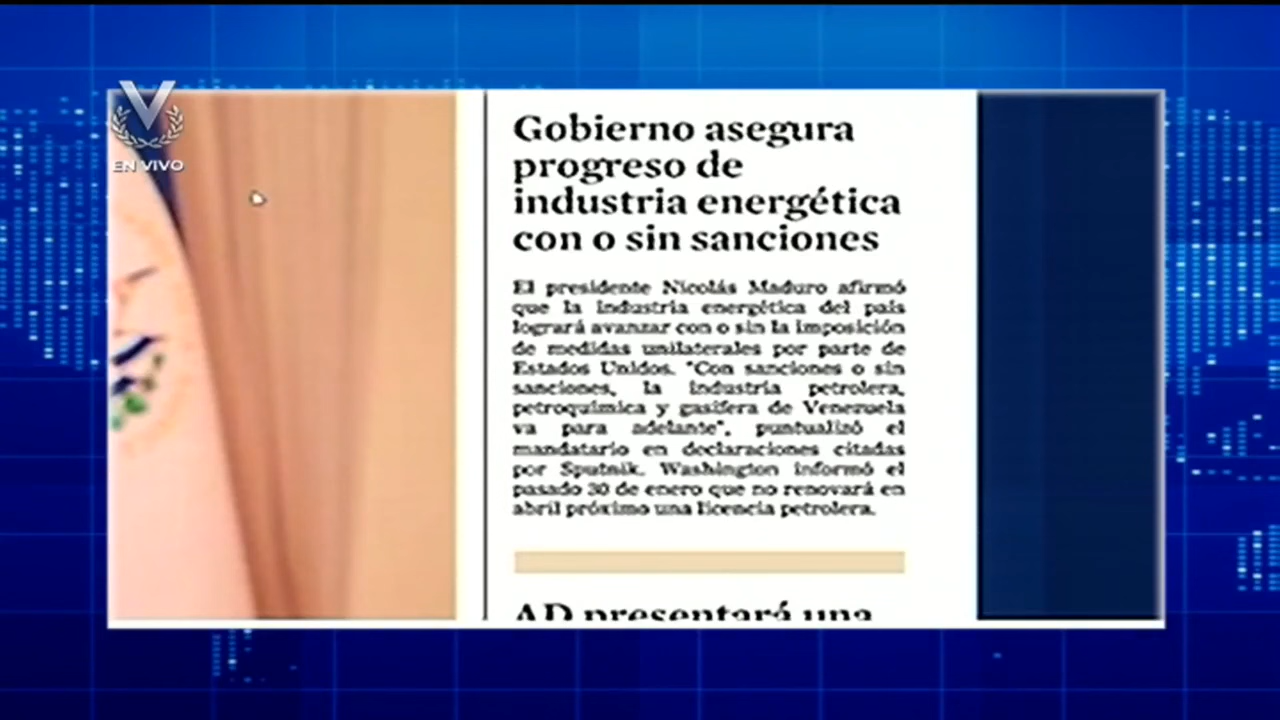 V
EN VIVO
Gobierno asegura
progreso de
industria energética
con o sin sanciones
El presidente Nicolás Maduro afirmó
que la industria energética del país
logrará avanzar con o sin la imposición
de medidas unilaterales por parte de
Estados Unidos. "Con sanciones o sin
sanciones, la industria petrolera,
petroquímica y gasífera de Venezuela
va para adelante", puntualizó el
mandatario en declaraciones citadas
por Sputnik. Washington informó el
pasado 30 de enero que no renovará en
abril próximo una licencia petrolera.
AD presentará una